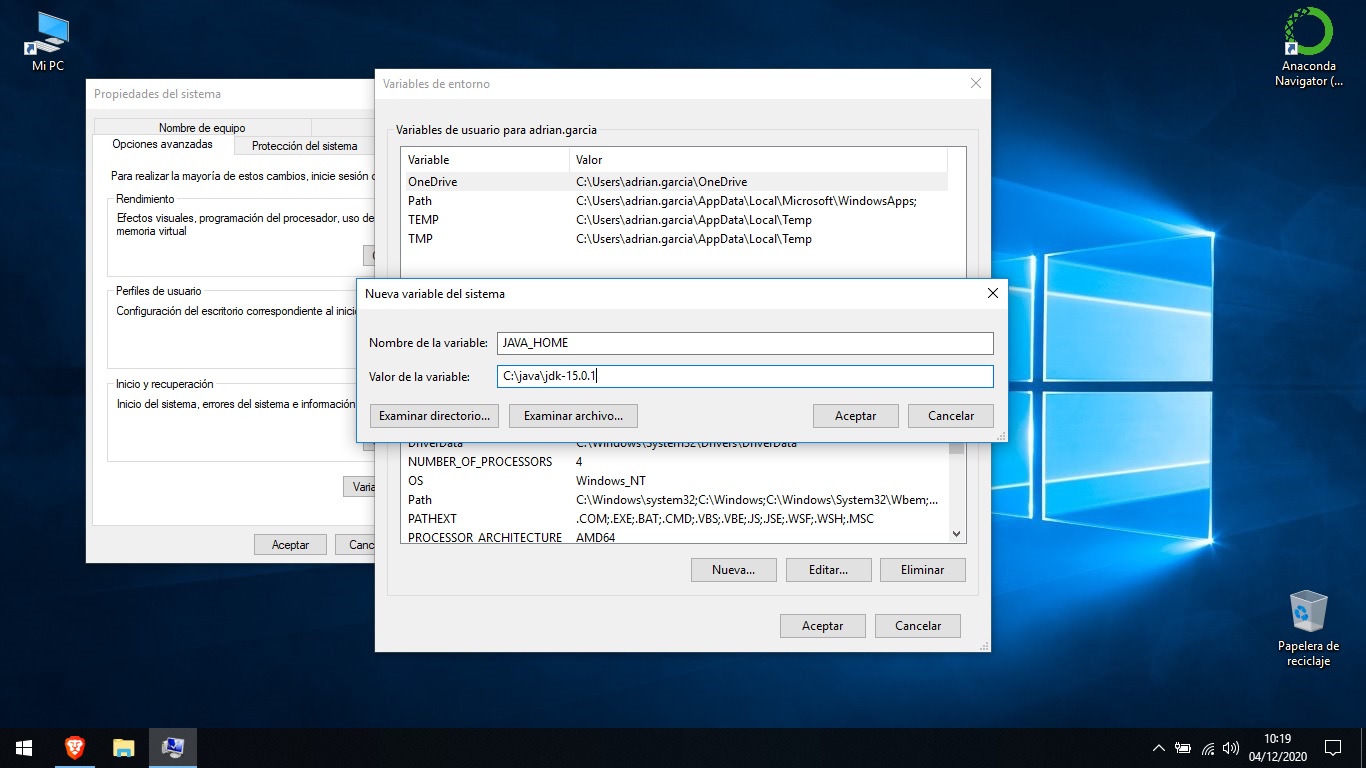 Mi PC
Anaconda
Navigator (...
Propiedades del sistema
Nombre de equipo
Opciones avanzadas
Protección del sistema
Para realizar la mayoría de estos cambios, inicie sesión
Rendimiento
Efectos visuales, programación del procesador, uso de
memoria virtual
Perfiles de usuario
Configuración del escritorio correspondiente al
Inicio y recuperación
Inicio del sistema, errores del sistema e información
Aceptar
Variables de entorno
Variables de usuario para adrian.garcia
Variable Valor
OneDrive C:\Users\adrian.garcia\OneDrive
Path C:\Users\adrian.garcia\AppData\Local\Microsoft\WindowsApps;
TEMP C:\Users\adrian.garcia\AppData\Local\Temp
TMP C:\Users\adrian.garcia\AppData\Local\Temp
Nueva variable del sistema
Nombre de la variable: JAVA_HOME
Valor de la variable: C:\java\jdk-15.0.1
Examinar directorio... Examinar archivo... Aceptar Cancelar
DriverData C:\Windows\System32\Drivers\DriverData
NUMBER_OF_PROCESSORS 4
OS Windows_NT
Path C:\Windows\system32;C:\Windows;C:\Windows\System32\Wbem;...
PATHEXT .COM;.EXE;.BAT;.CMD;.VBS;.VBE;.JS;.JSE;.WSF;.WSH;.MSC
PROCESSOR_ARCHITECTURE AMD64
Nueva... Editar... Eliminar
Aceptar Cancelar
Papelera de
reciclaje
10:19
04/12/2020